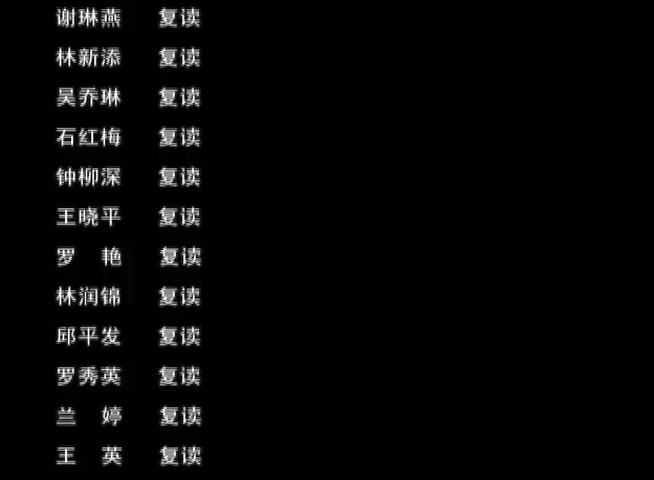 谢琳燕 复读
林新添 复读
吴乔琳 复读
石红梅 复读
钟柳深 复读
王晓平 复读
罗 艳 复读
林润锦 复读
邱平发 复读
罗秀英 复读
兰 婷 复读
王 英 复读